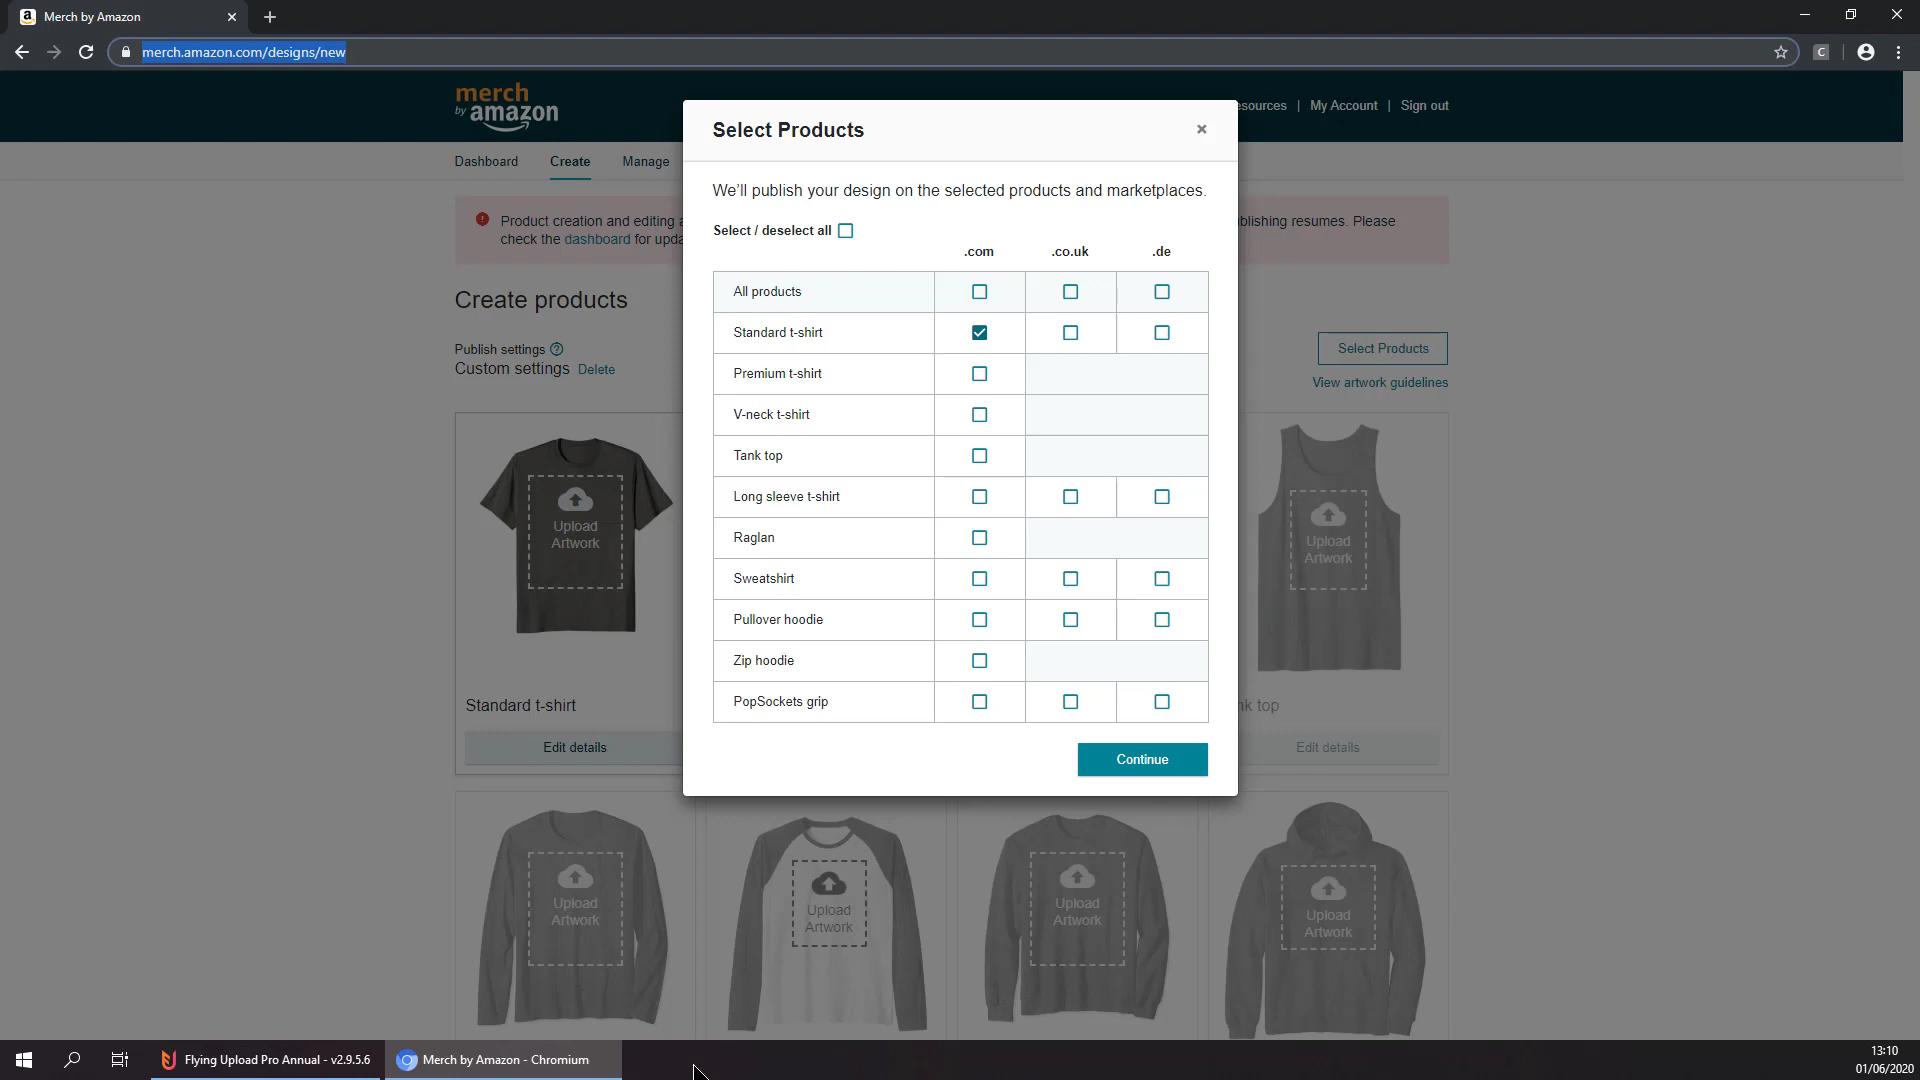 Merch by Amazon
merch.amazon.com/designs/new
C
merch
by amazon
esources | My Account | Sign out
Dashboard Create Manage
Product creation and editing
blishing resumes. Please
check the dashboard for upda
Create products
Publish settings
Custom settings Delete
Select Products
View artwork guidelines
Select Products
We'll publish your design on the selected products and marketplaces.
Select / deselect all
.com .co.uk .de
All products
Standard t-shirt
Premium t-shirt
V-neck t-shirt
Tank top
Long sleeve t-shirt
Raglan
Sweatshirt
Pullover hoodie
Zip hoodie
PopSockets grip
Continue
Upload
Artwork
Standard t-shirt
Edit details
Upload
Artwork
nk top
Edit details
Upload
Artwork
Upload
Artwork
Upload
Artwork
Upload
Artwork
Flying Upload Pro Annual - v2.9.5.6
Merch by Amazon - Chromium
13:10
01/06/2020